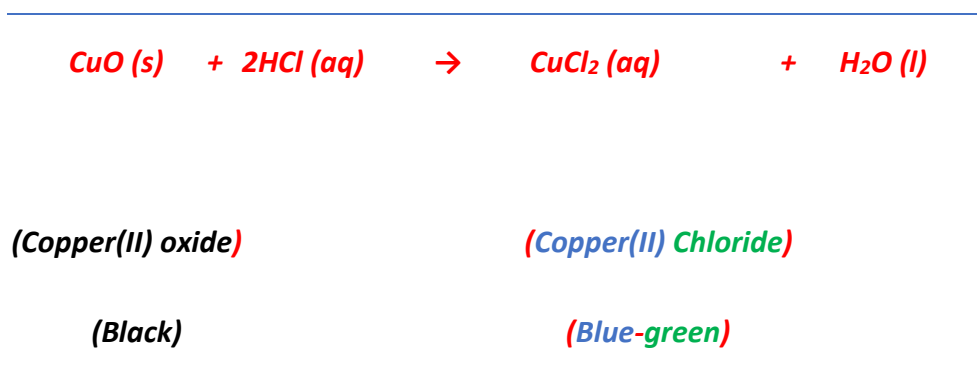 CuO (s) + 2HCl (aq) → CuCl₂ (aq) + H₂O (l)
(Copper(II) oxide) (Copper(II) Chloride)
(Black) (Blue-green)